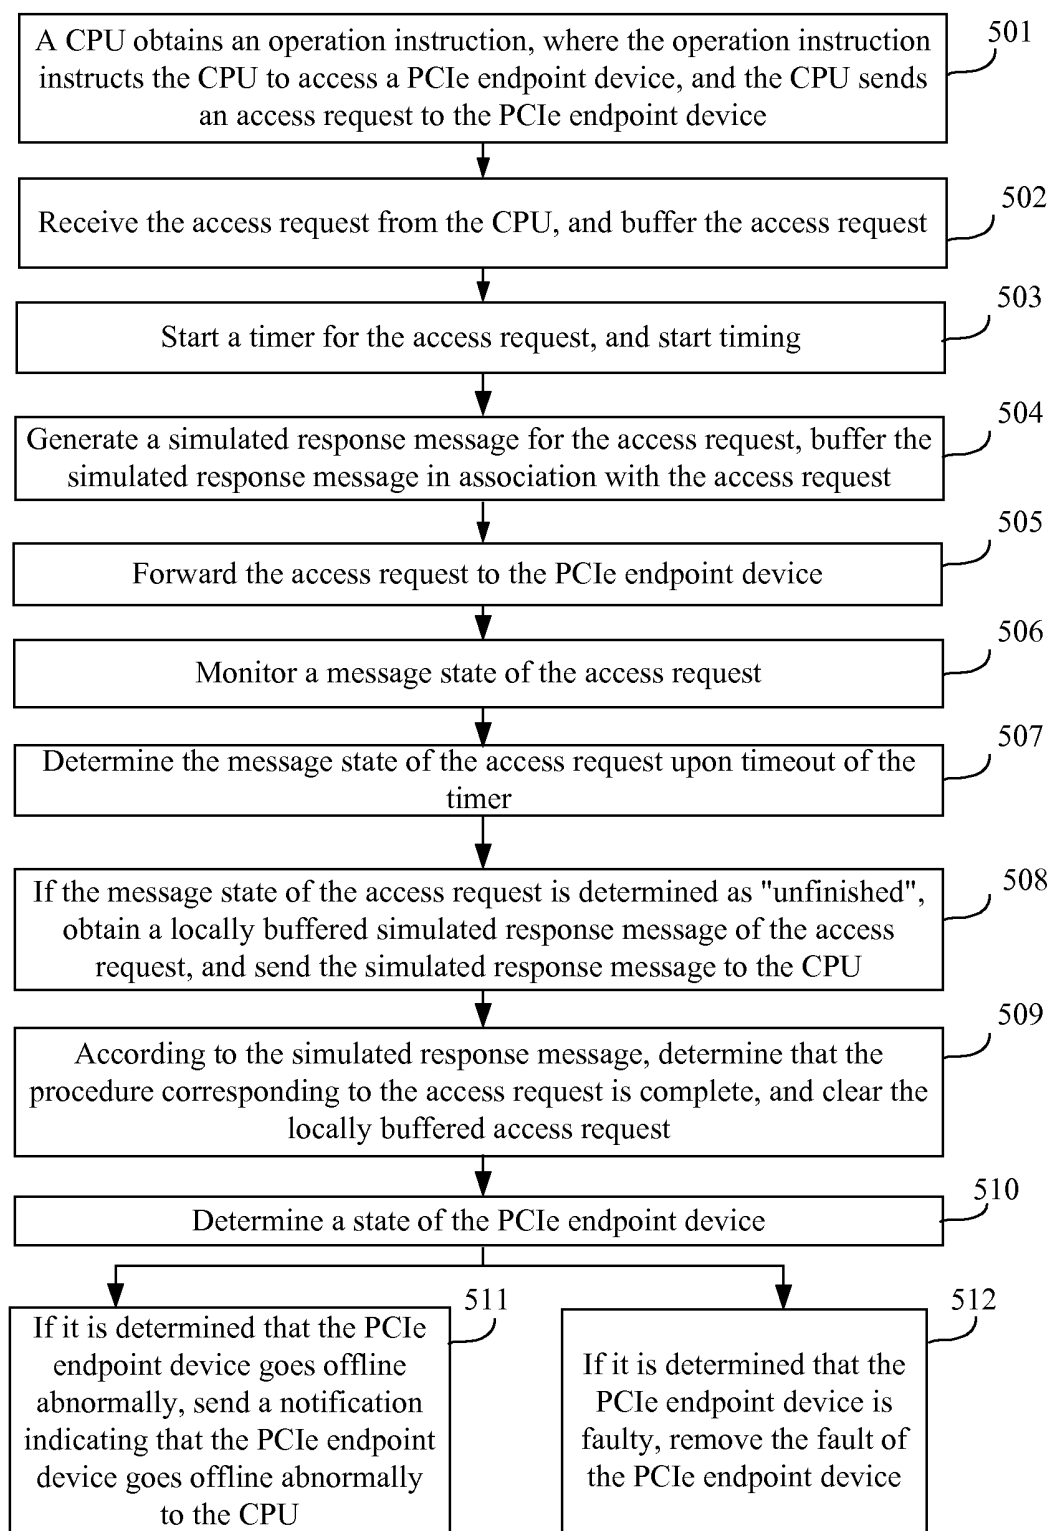 A CPU obtains an operation instruction, where the operation instruction
instructs the CPU to access a PCIe endpoint device, and the CPU sends
an access request to the PCIe endpoint device
501
Receive the access request from the CPU, and buffer the access request
502
Start a timer for the access request, and start timing
503
Generate a simulated response message for the access request, buffer the
simulated response message in association with the access request
504
Forward the access request to the PCIe endpoint device
505
Monitor a message state of the access request
506
Determine the message state of the access request upon timeout of the
timer
507
If the message state of the access request is determined as "unfinished",
obtain a locally buffered simulated response message of the access
request, and send the simulated response message to the CPU
508
According to the simulated response message, determine that the
procedure corresponding to the access request is complete, and clear the
locally buffered access request
509
Determine a state of the PCIe endpoint device
510
If it is determined that the PCIe
endpoint device goes offline
abnormally, send a notification
indicating that the PCIe endpoint
device goes offline abnormally
to the CPU
511
If it is determined that the
PCIe endpoint device is
faulty, remove the fault of
the PCIe endpoint device
512